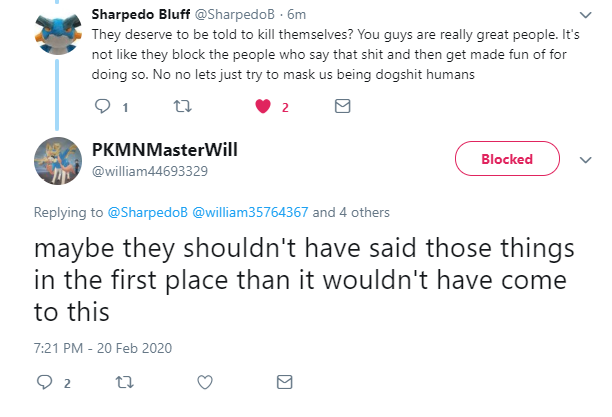 Sharpedo Bluff @SharpedoB · 6m
They deserve to be told to kill themselves? You guys are really great people. It's
not like they block the people who say that shit and then get made fun of for
doing so. No no lets just try to mask us being dogshit humans
1
2
PKMNMasterWill
@william44693329
Blocked
Replying to @SharpedoB @william35764367 and 4 others
maybe they shouldn't have said those things
in the first place than it wouldn't have come
to this
7:21 PM - 20 Feb 2020
2